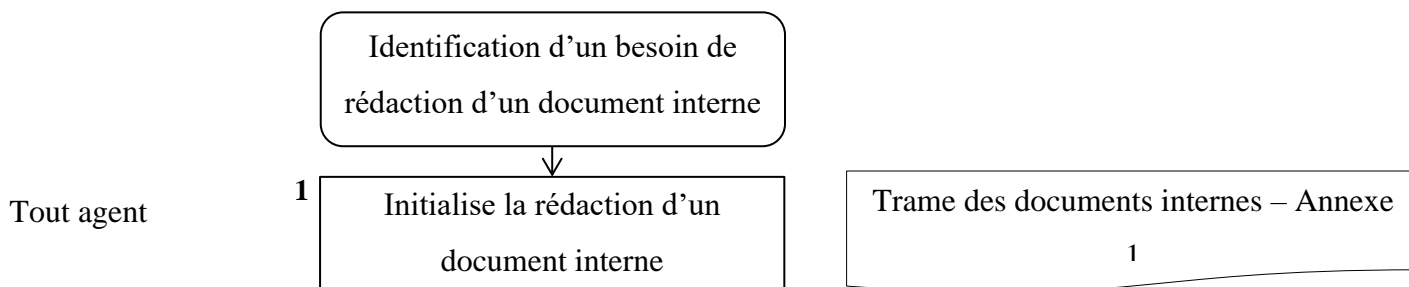 Identification d’un besoin de
rédaction d’un document interne
Tout agent
1
Initialise la rédaction d’un
document interne
Trame des documents internes – Annexe
1